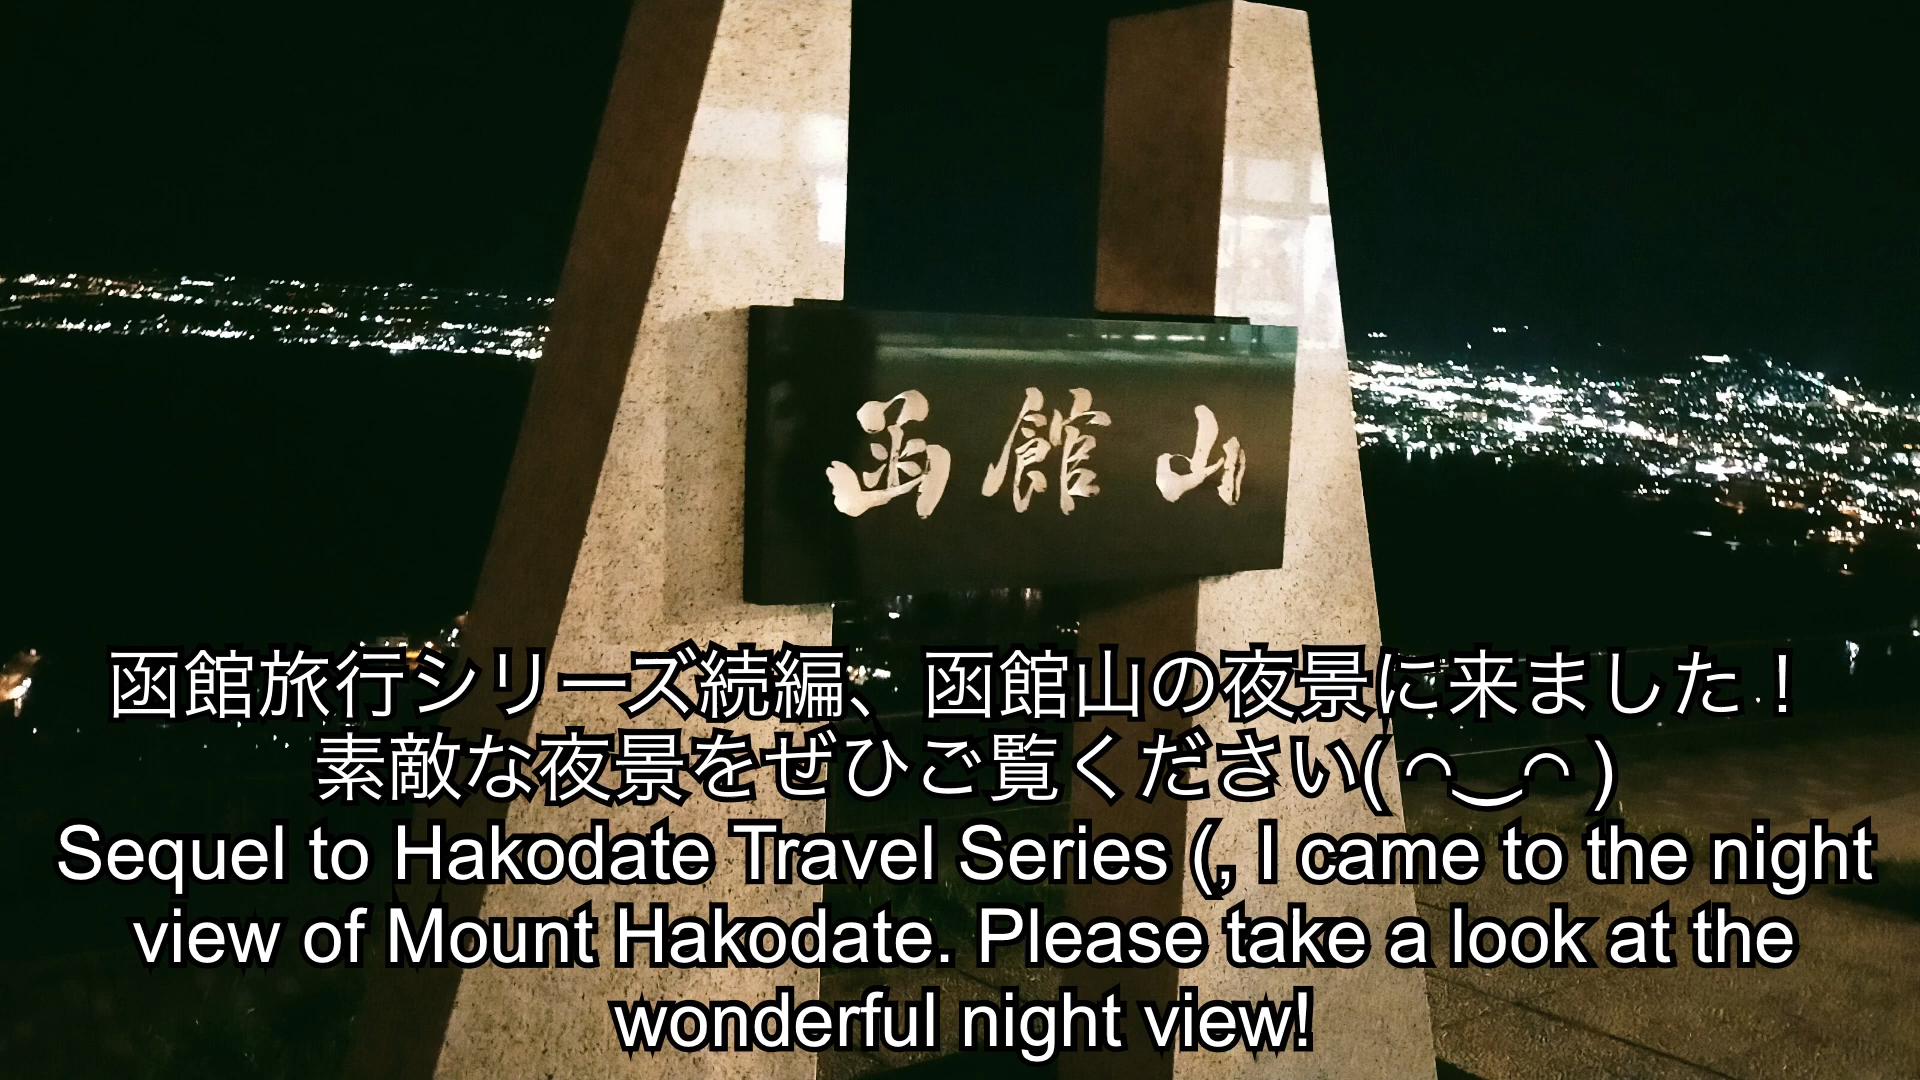 函館山
函館旅行シリーズ続編、函館山の夜景に来ました！
素敵な夜景をぜひご覧ください( ◠‿◠ )
Sequel to Hakodate Travel Series (, I came to the night
view of Mount Hakodate. Please take a look at the
wonderful night view!